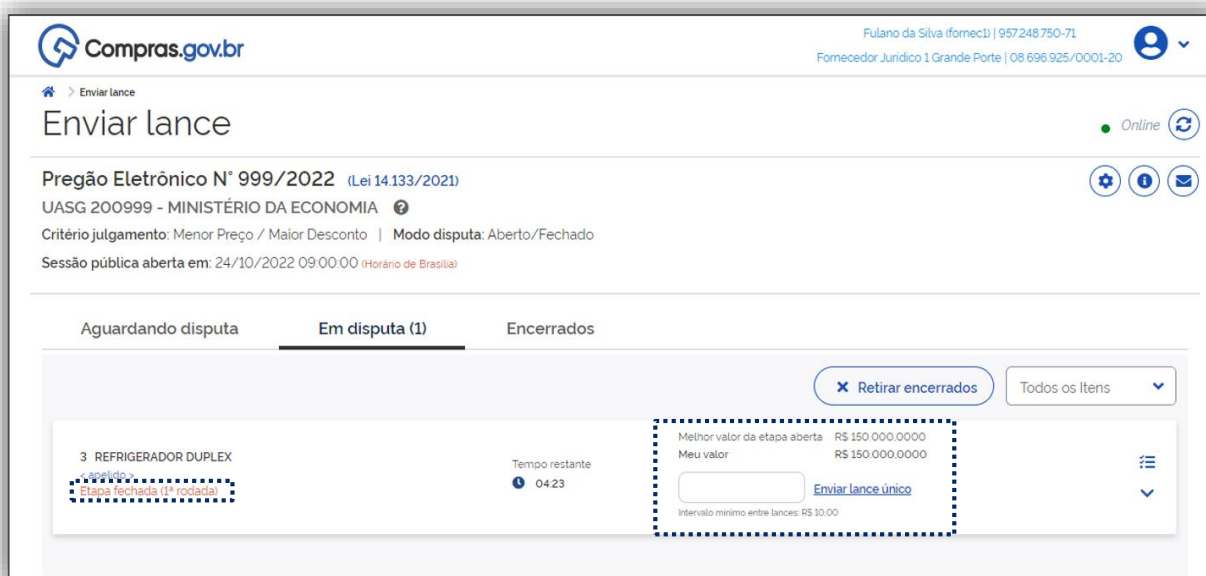 Compras.gov.br
Fulano da Silva (fornec1) | 957.248.750-71
Fornecedor Jurídico 1 Grande Porte | 08.696.925/0001-20
Enviar lance
Enviar lance
Online
Pregão Eletrônico N° 999/2022 (Lei 14.133/2021)
UASG 200999 - MINISTÉRIO DA ECONOMIA
Critério julgamento: Menor Preço / Maior Desconto | Modo disputa: Aberto/Fechado
Sessão pública aberta em: 24/10/2022 09:00:00 (Horário de Brasília)
Aguardando disputa Em disputa (1) Encerrados
Retirar encerrados Todos os Itens
3 REFRIGERADOR DUPLEX
< apelido >
Etapa fechada (1ª rodada)
Tempo restante
04:23
Melhor valor da etapa aberta R$ 150.000,0000
Meu valor R$ 150.000,0000
Enviar lance único
Intervalo mínimo entre lances: R$ 10,00